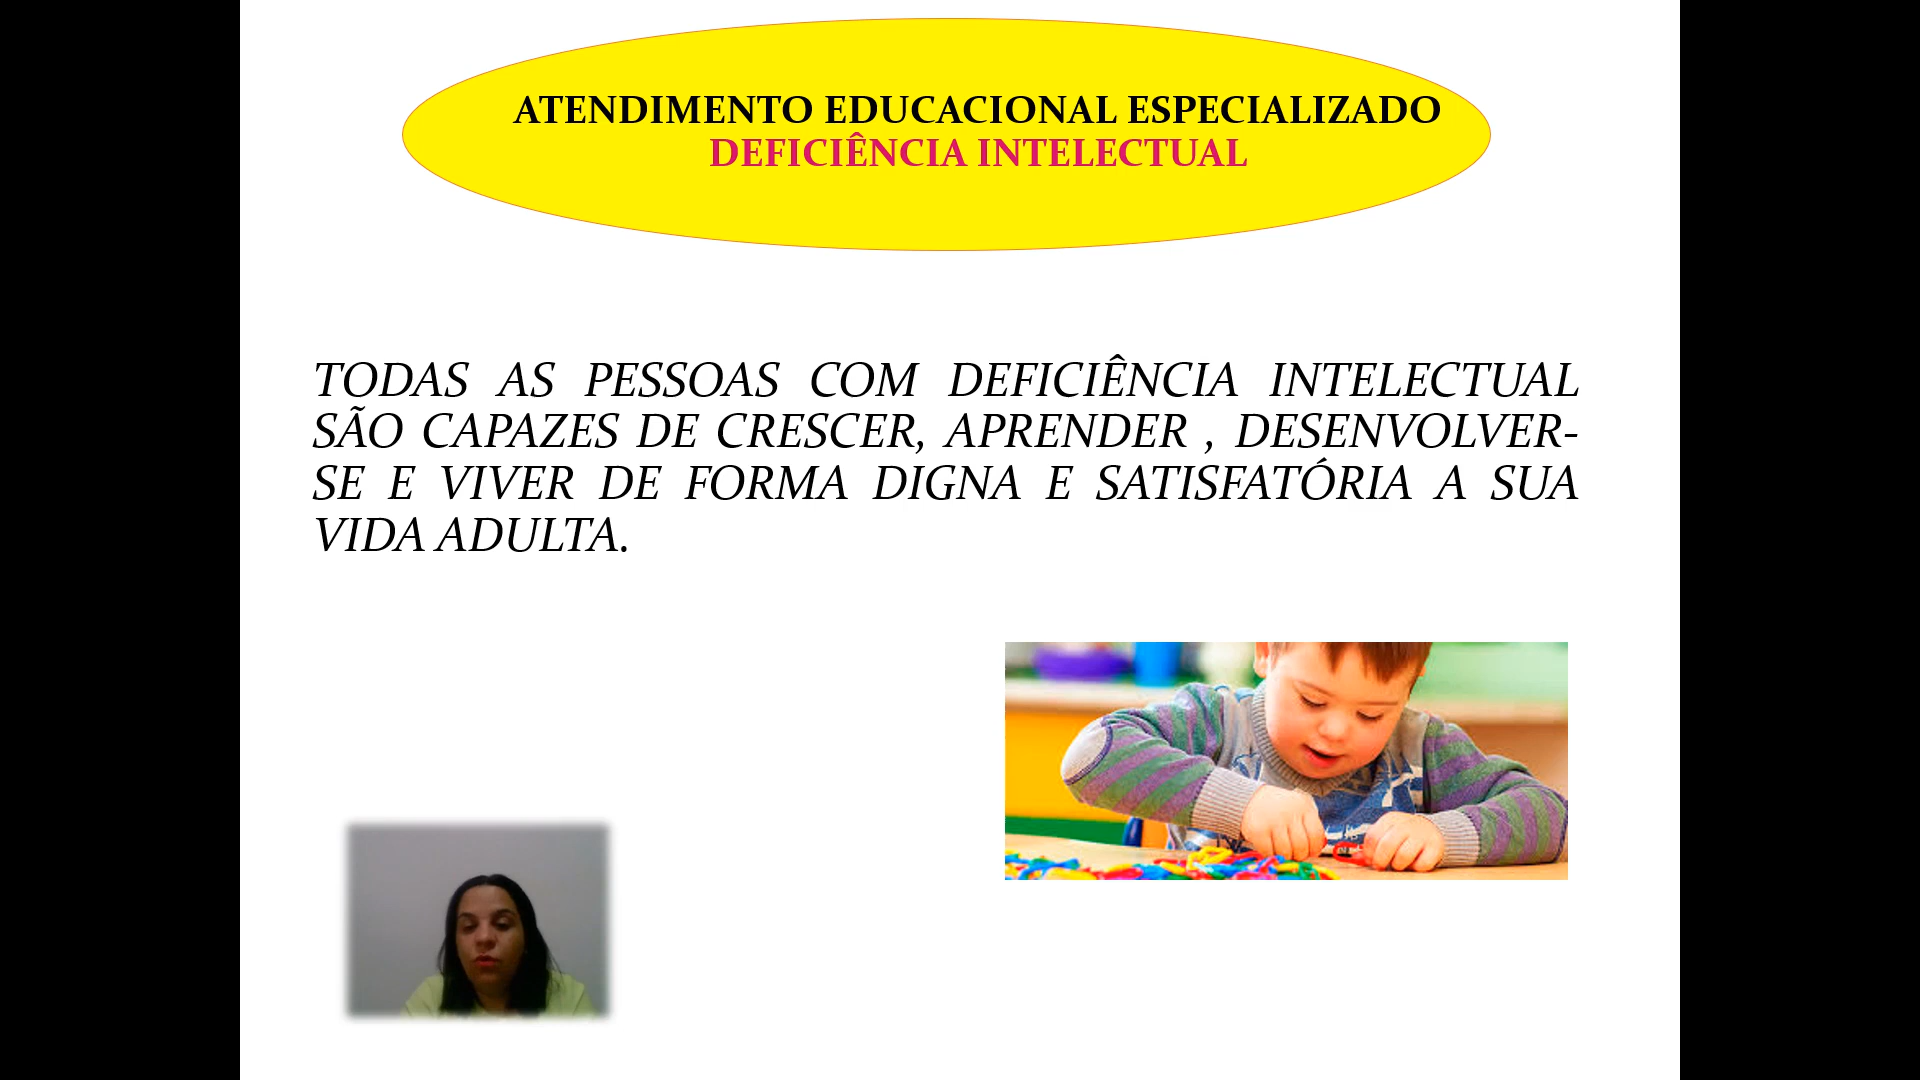 ATENDIMENTO EDUCACIONAL ESPECIALIZADO
DEFICIÊNCIA INTELECTUAL
TODAS AS PESSOAS COM DEFICIÊNCIA INTELECTUAL
SÃO CAPAZES DE CRESCER, APRENDER , DESENVOLVER-
SE E VIVER DE FORMA DIGNA E SATISFATÓRIA A SUA
VIDA ADULTA.